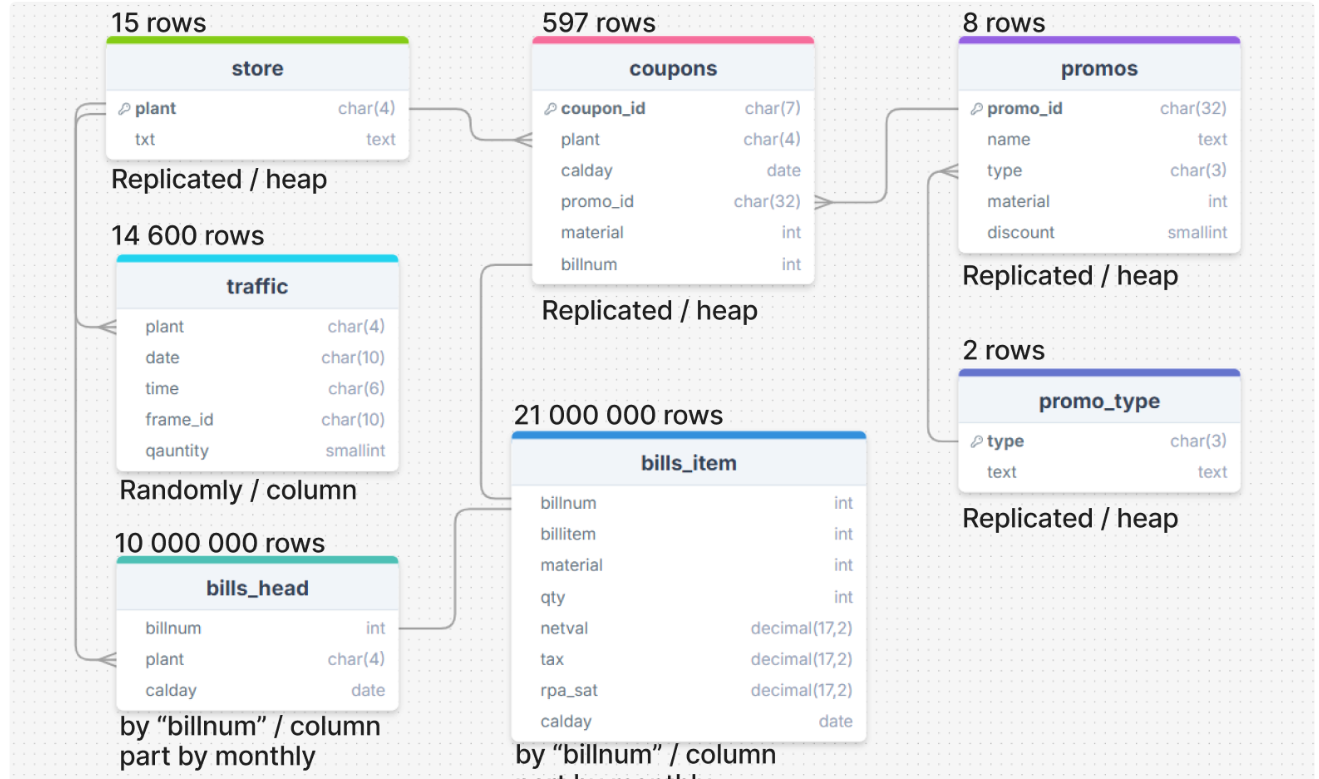 15 rows
store
plant char(4)
txt text
Replicated / heap
597 rows
coupons
coupon_id char(7)
plant char(4)
calday date
promo_id char(32)
material int
billnum int
Replicated / heap
8 rows
promos
promo_id char(32)
name text
type char(3)
material int
discount smallint
Replicated / heap
14 600 rows
traffic
plant char(4)
date char(10)
time char(6)
frame_id char(10)
qauntity smallint
Randomly / column
2 rows
promo_type
type char(3)
text text
Replicated / heap
10 000 000 rows
bills_head
billnum int
plant char(4)
calday date
by “billnum” / column
part by monthly
21 000 000 rows
bills_item
billnum int
billitem int
material int
qty int
netval decimal(17,2)
tax decimal(17,2)
rpa_sat decimal(17,2)
calday date
by “billnum” / column